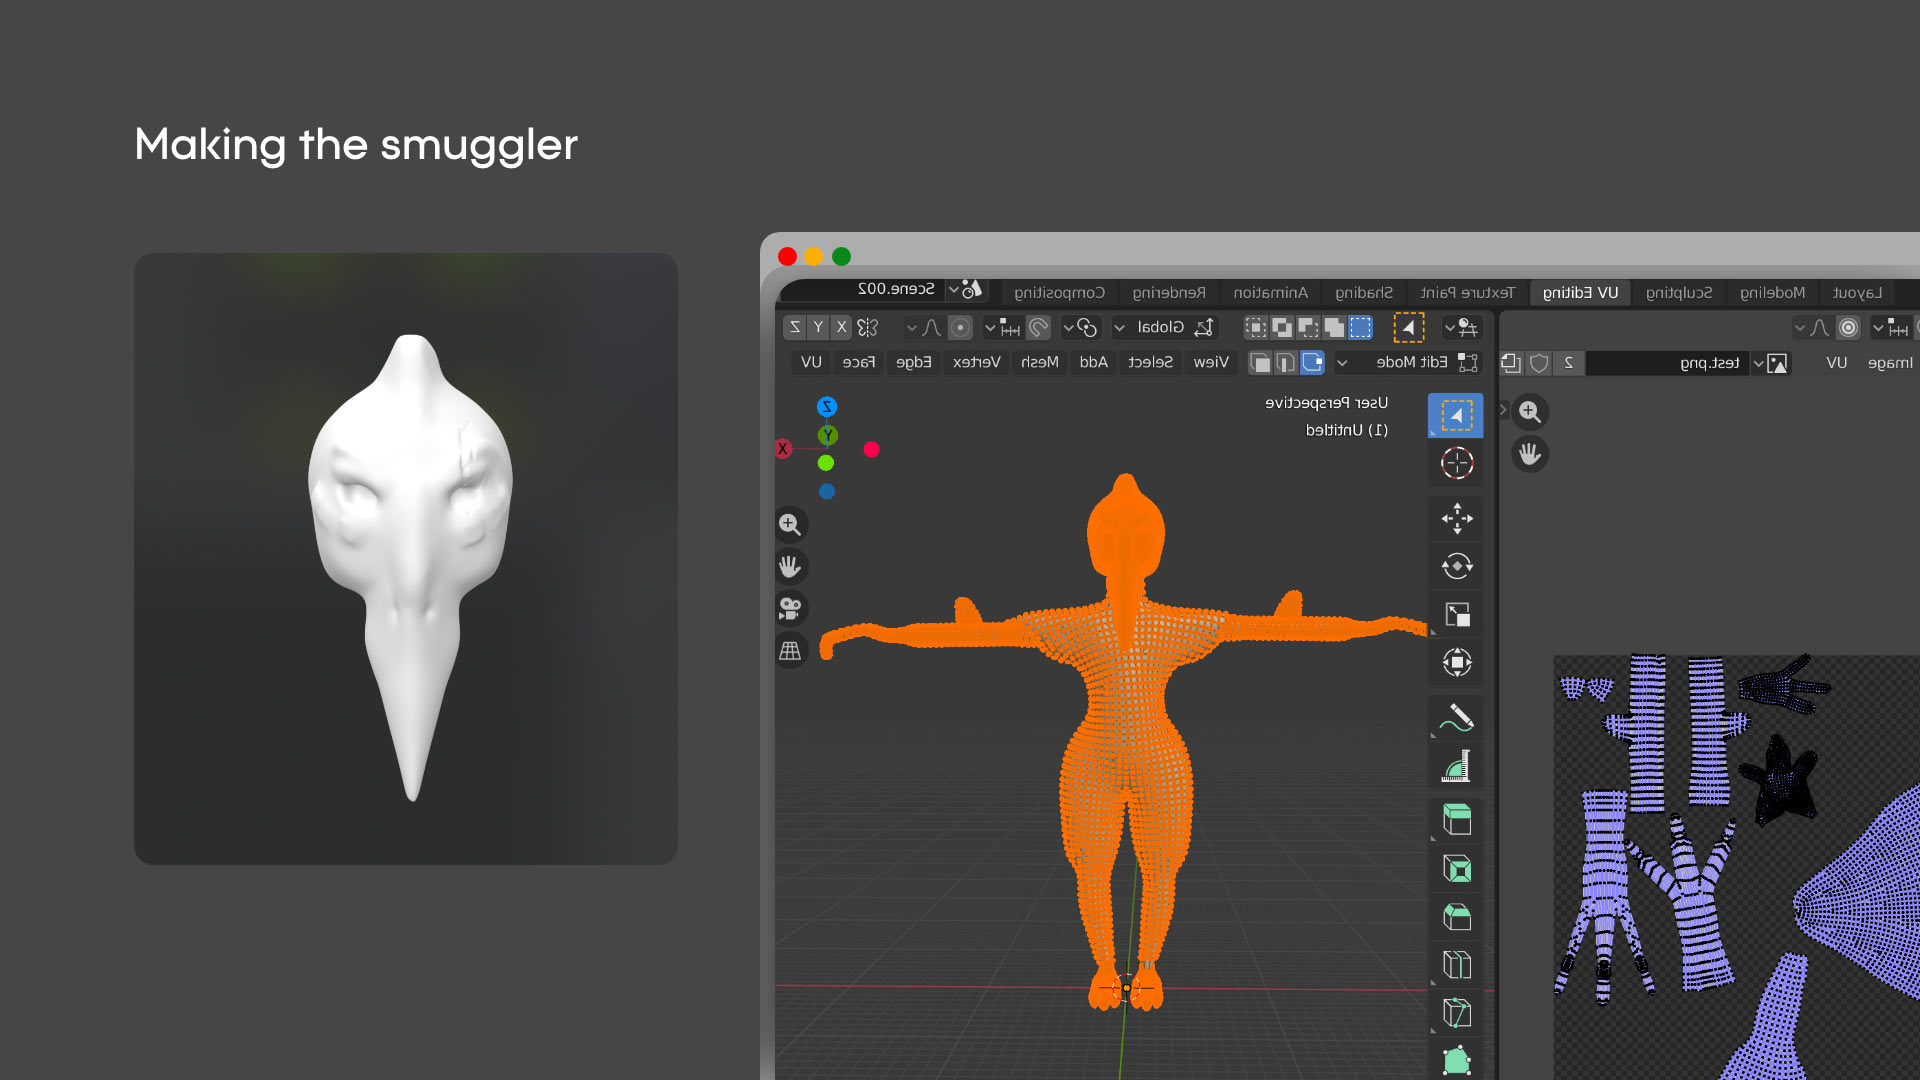 Making the smuggler
Scene.002
Compositing
Rendering
Animation
Shading
Texture Paint
UV Editing
Sculpting
Modeling
Layout
Z Y X
Global
UV
Face
Edge
Vertex
Mesh
Add
Select
View
Edit Mode
2
test.png
UV
Image
User Perspective
(1) Untitled
Z
Y
X